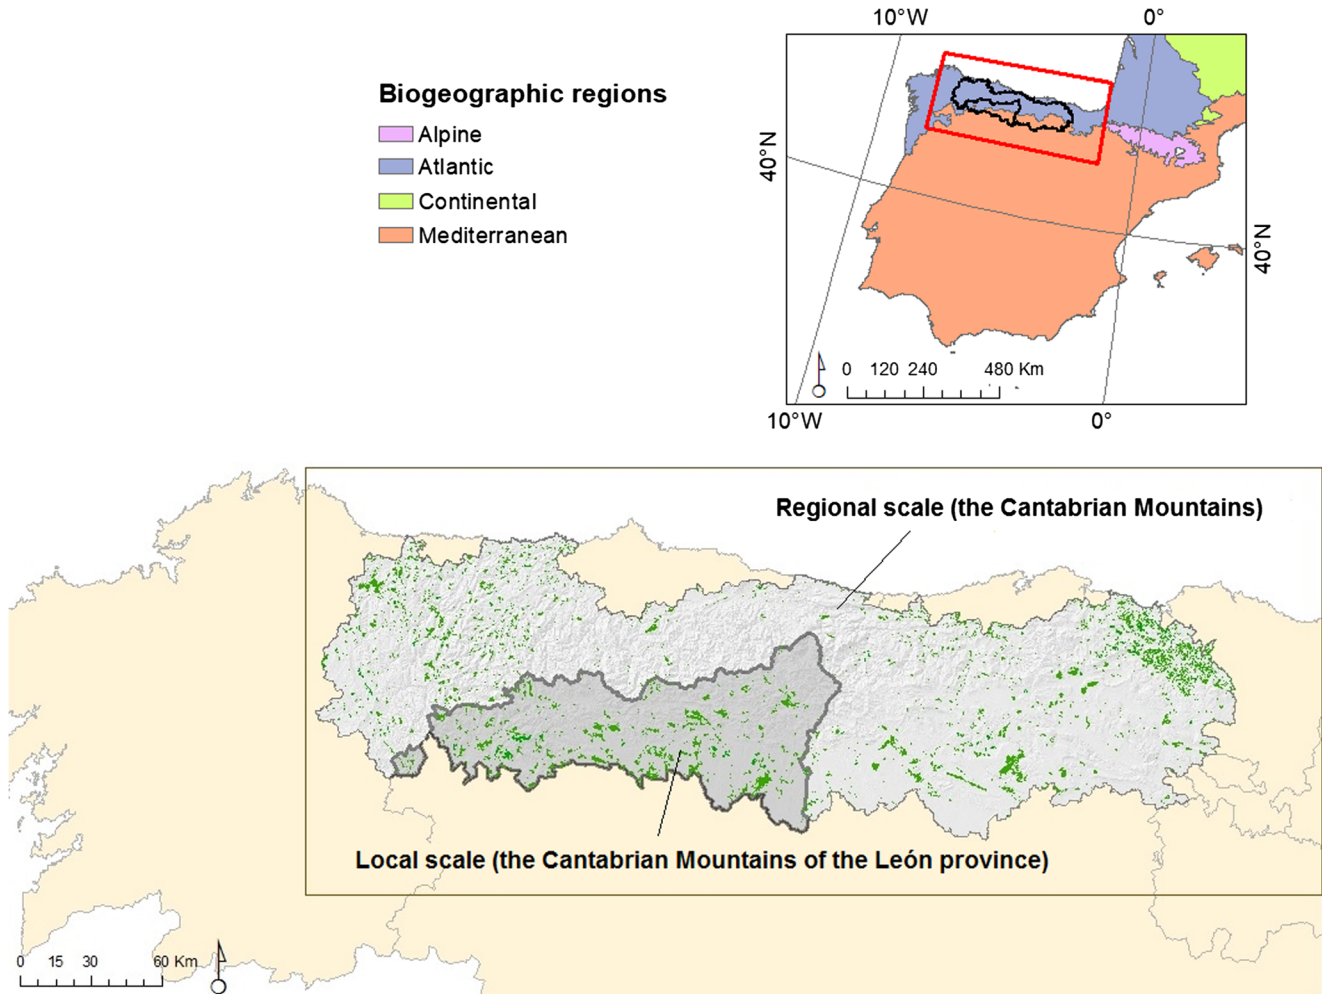 10°W 0°
Biogeographic regions
Alpine
Atlantic
Continental
Mediterranean
40°N
40°N
0 120 240 480 Km
10°W 0°
Regional scale (the Cantabrian Mountains)
Local scale (the Cantabrian Mountains of the León province)
0 15 30 60 Km